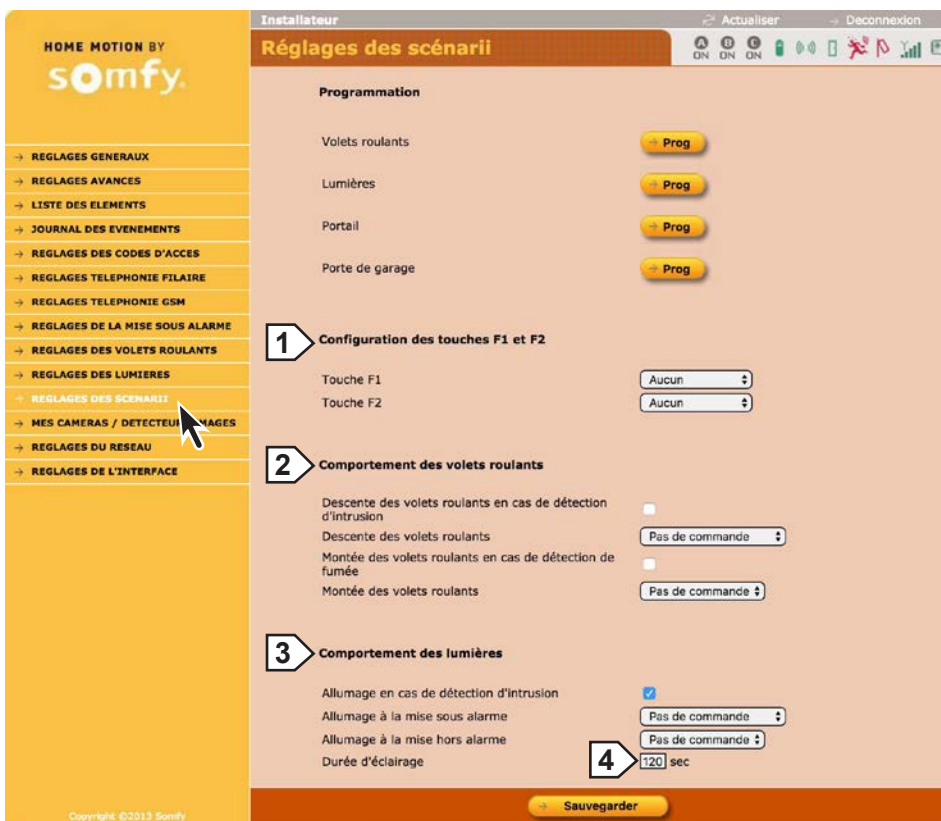 Installateur
Actualiser
Deconnexion
HOME MOTION BY
somfy.
Réglages des scénarii
A ON
B ON
C ON
→ REGLAGES GENERAUX
→ REGLAGES AVANCES
→ LISTE DES ELEMENTS
→ JOURNAL DES EVENEMENTS
→ REGLAGES DES CODES D'ACCES
→ REGLAGES TELEPHONIE FILAIRE
→ REGLAGES TELEPHONIE GSM
→ REGLAGES DE LA MISE SOUS ALARME
→ REGLAGES DES VOLETS ROULANTS
→ REGLAGES DES LUMIERES
→ REGLAGES DES SCENARII
→ MES CAMERAS / DETECTEUR IMAGES
→ REGLAGES DU RESEAU
→ REGLAGES DE L'INTERFACE
Copyright ©2013 Somfy
Programmation
Volets roulants → Prog
Lumières → Prog
Portail → Prog
Porte de garage → Prog
1 Configuration des touches F1 et F2
Touche F1 Aucun
Touche F2 Aucun
2 Comportement des volets roulants
Descente des volets roulants en cas de détection
d'intrusion
Descente des volets roulants Pas de commande
Montée des volets roulants en cas de détection de
fumée
Montée des volets roulants Pas de commande
3 Comportement des lumières
Allumage en cas de détection d'intrusion
Allumage à la mise sous alarme Pas de commande
Allumage à la mise hors alarme Pas de commande
Durée d'éclairage 4 120 sec
→ Sauvegarder